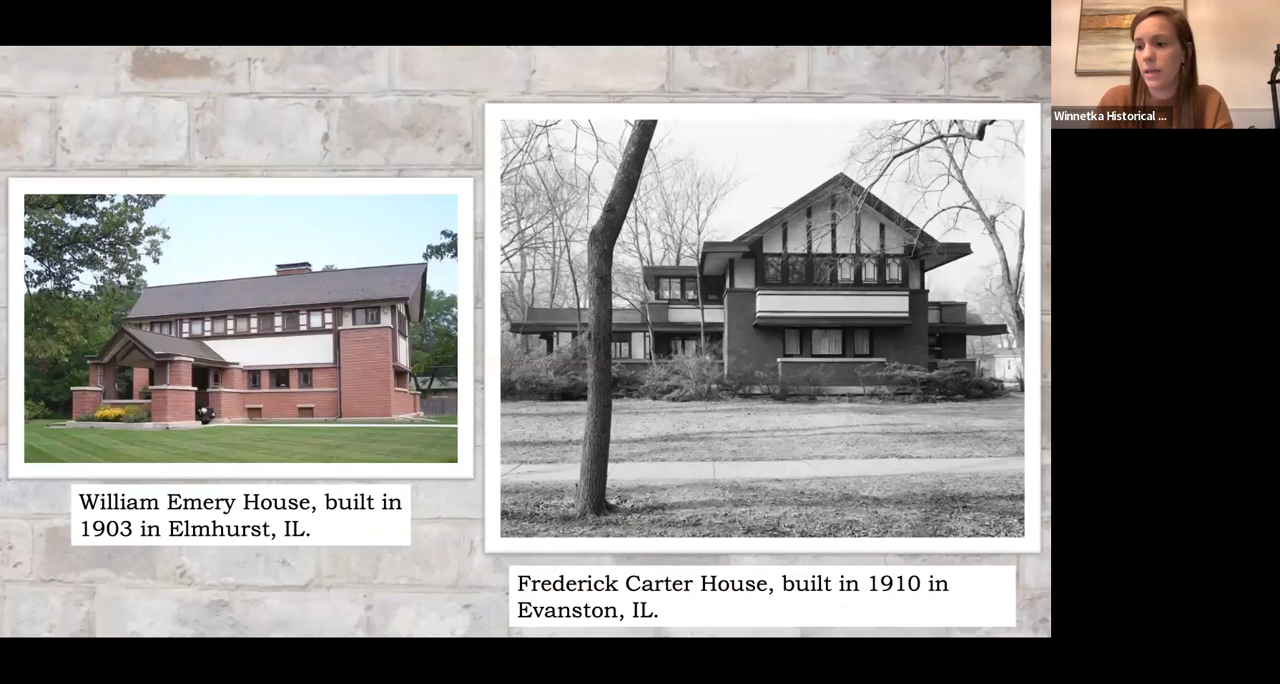 Winnetka Historical ...
William Emery House, built in
1903 in Elmhurst, IL.
Frederick Carter House, built in 1910 in
Evanston, IL.